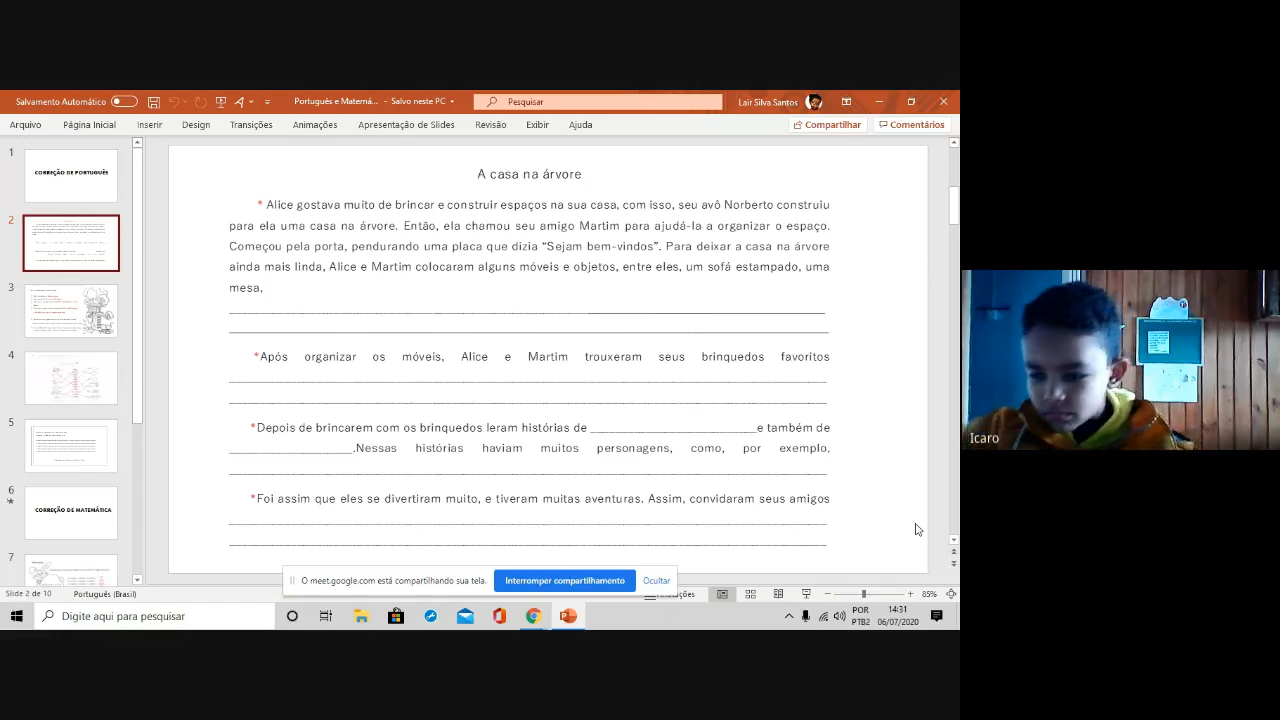 Salvamento Automático
Português e Matemá... - Salvo neste PC
Pesquisar
Lair Silva Santos
Arquivo Página Inicial Inserir Design Transições Animações Apresentação de Slides Revisão Exibir Ajuda Compartilhar Comentários
1
CORREÇÃO DE PORTUGUÊS
2
3
4
5
6
CORREÇÃO DE MATEMÁTICA
7
A casa na árvore
* Alice gostava muito de brincar e construir espaços na sua casa, com isso, seu avô Norberto construiu
para ela uma casa na árvore. Então, ela chamou seu amigo Martim para ajudá-la a organizar o espaço.
Começou pela porta, pendurando uma placa que dizia “Sejam bem-vindos”. Para deixar a casa na árvore
ainda mais linda, Alice e Martim colocaram alguns móveis e objetos, entre eles, um sofá estampado, uma
mesa,
*Após organizar os móveis, Alice e Martim trouxeram seus brinquedos favoritos
*Depois de brincarem com os brinquedos leram histórias de ____________________ e também de
____________________.Nessas histórias haviam muitos personagens, como, por exemplo,
*Foi assim que eles se divertiram muito, e tiveram muitas aventuras. Assim, convidaram seus amigos
O meet.google.com está compartilhando sua tela. Interromper compartilhamento Ocultar
Slide 2 de 10 Português (Brasil) 85%
Digite aqui para pesquisar
POR
PTB2
14:31
06/07/2020
Icaro